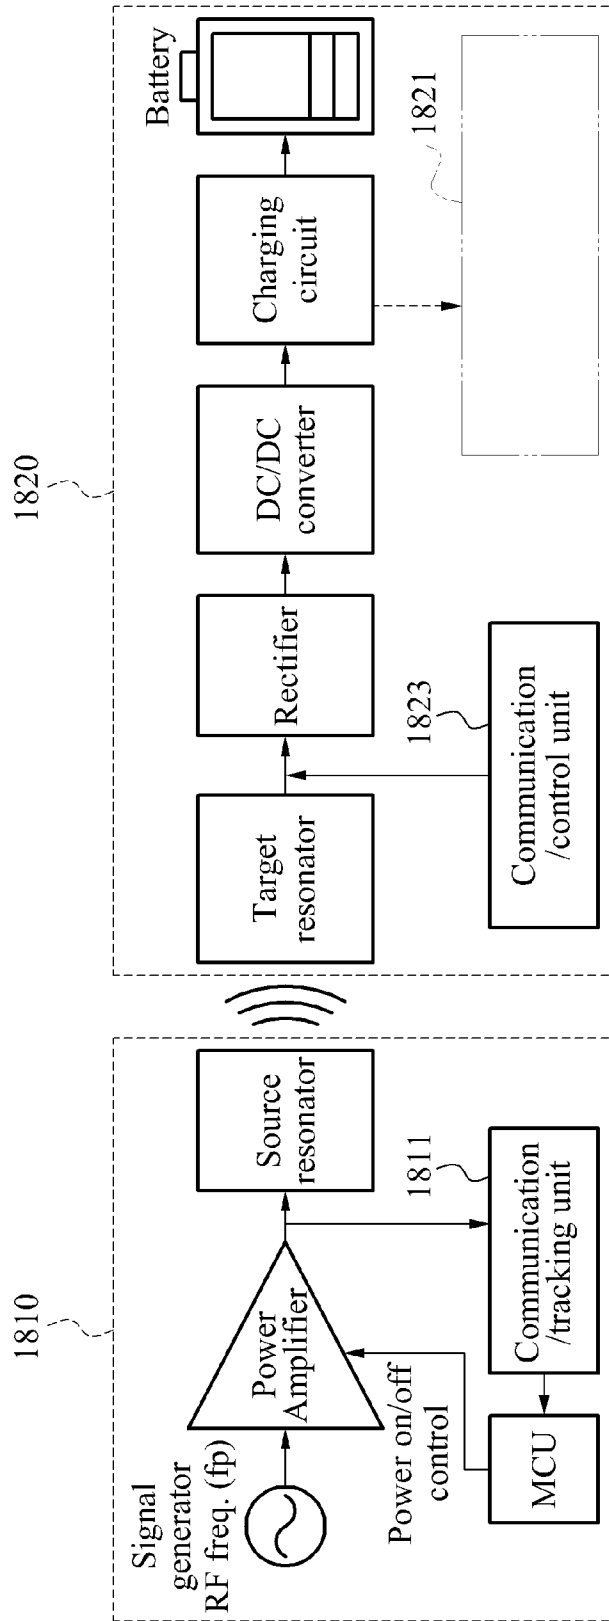 1810
Signal
generator
RF freq. (fp)
Power
Amplifier
Source
resonator
Power on/off
control
MCU
1811
Communication
/tracking unit
1820
Target
resonator
Rectifier
DC/DC
converter
Charging
circuit
Battery
1823
Communication
/control unit
1821